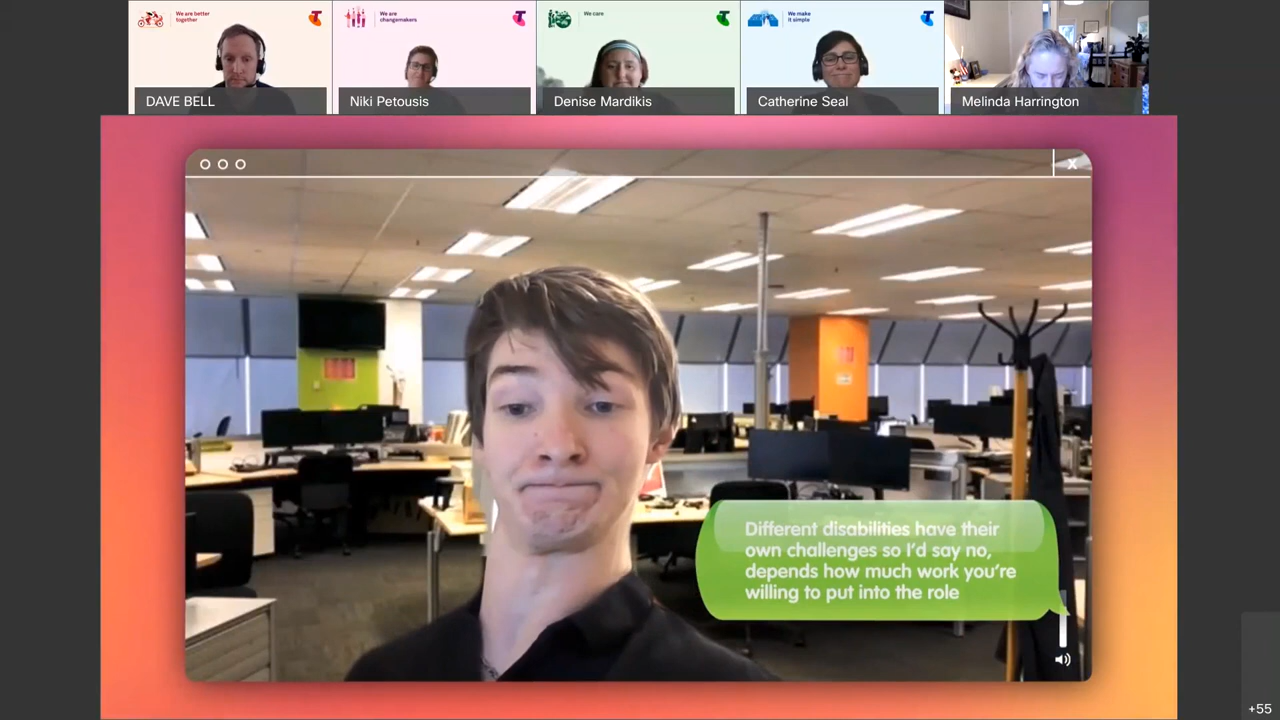 We are better
together
We are
changemakers
We care
We make
it simple
DAVE BELL
Niki Petousis
Denise Mardikis
Catherine Seal
Melinda Harrington
X
Different disabilities have their
own challenges so I'd say no,
depends how much work you're
willing to put into the role
+55